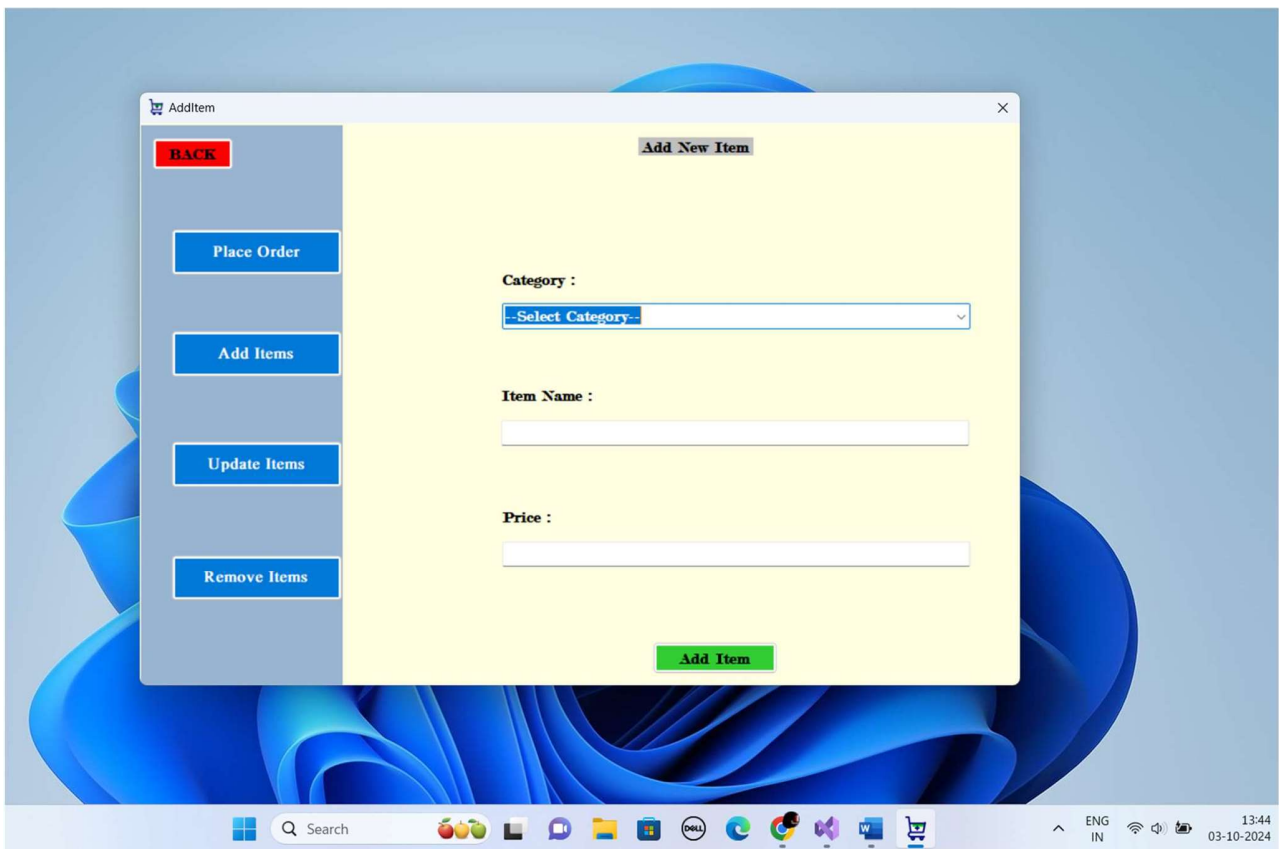 AddItem
BACK
Add New Item
Place Order
Category :
--Select Category--
Add Items
Item Name :
Update Items
Price :
Remove Items
Add Item
Search
DELL
W
ENG
IN
13:44
03-10-2024